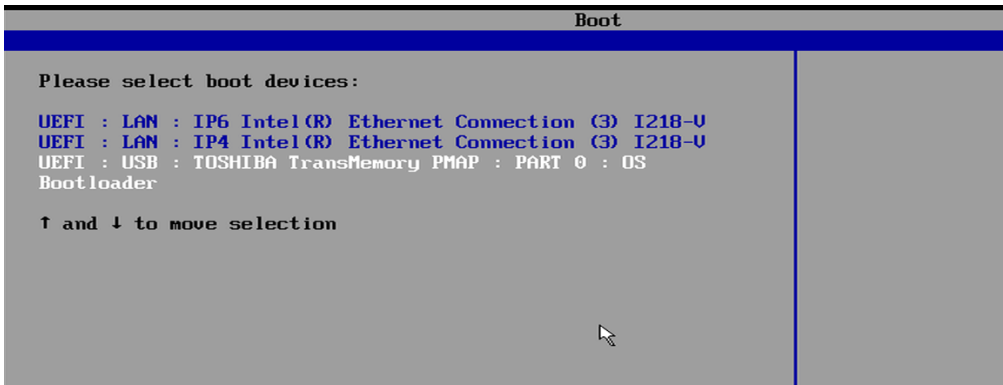 Boot
Please select boot devices:
UEFI : LAN : IP6 Intel(R) Ethernet Connection (3) I218-V
UEFI : LAN : IP4 Intel(R) Ethernet Connection (3) I218-V
UEFI : USB : TOSHIBA TransMemory PMAP : PART 0 : OS
Bootloader
↑ and ↓ to move selection